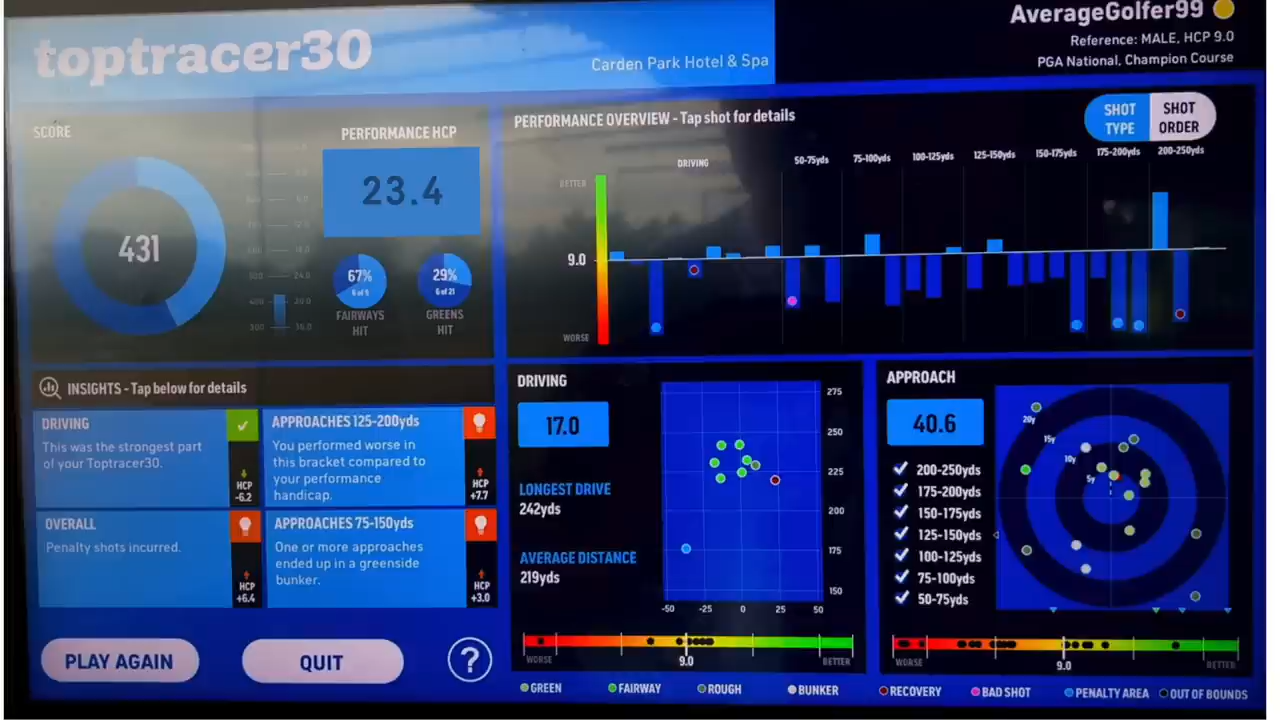 toptracer30
Carden Park Hotel & Spa
AverageGolfer99
Reference: MALE, HCP 9.0
PGA National, Champion Course
SCORE
431
PERFORMANCE HCP
23.4
67%
6 of 9
FAIRWAYS
HIT
29%
6 of 21
GREENS
HIT
PERFORMANCE OVERVIEW - Tap shot for details
SHOT
TYPE
SHOT
ORDER
DRIVING
50-75yds
75-100yds
100-125yds
125-150yds
150-175yds
175-200yds
200-250yds
BETTER
9.0
WORSE
INSIGHTS - Tap below for details
DRIVING
This was the strongest part
of your Toptracer30.
HCP
-6.2
APPROACHES 125-200yds
You performed worse in
this bracket compared to
your performance
handicap.
HCP
+7.7
OVERALL
Penalty shots incurred.
HCP
+6.4
APPROACHES 75-150yds
One or more approaches
ended up in a greenside
bunker.
HCP
+3.0
PLAY AGAIN
QUIT
?
DRIVING
17.0
LONGEST DRIVE
242yds
AVERAGE DISTANCE
219yds
275
250
225
200
175
150
-50
-25
0
25
50
WORSE
9.0
BETTER
APPROACH
40.6
200-250yds
175-200yds
150-175yds
125-150yds
100-125yds
75-100yds
50-75yds
20y
15y
10y
5y
WORSE
9.0
BETTER
GREEN
FAIRWAY
ROUGH
BUNKER
RECOVERY
BAD SHOT
PENALTY AREA
OUT OF BOUNDS